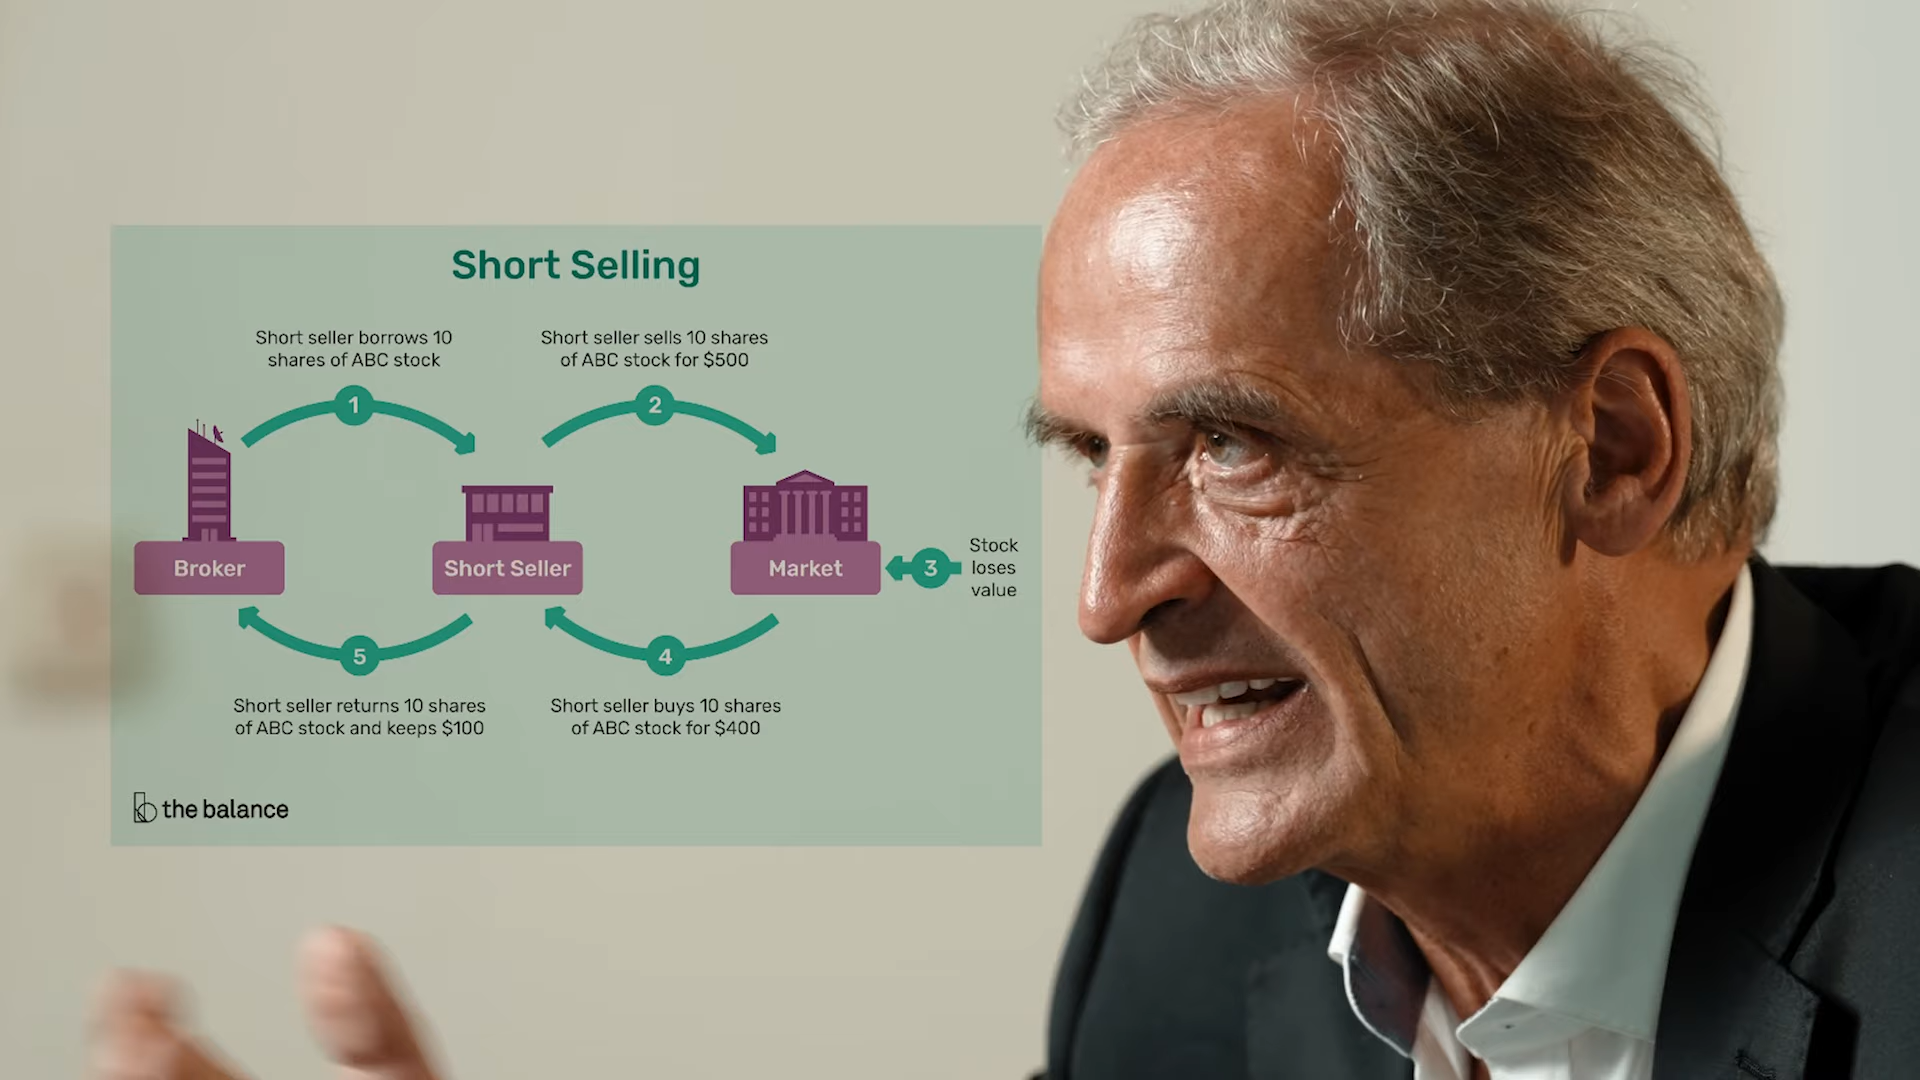 Short Selling
Short seller borrows 10
shares of ABC stock
Short seller sells 10 shares
of ABC stock for $500
1
2
Broker
Short Seller
Market
3
Stock
loses
value
5
4
Short seller returns 10 shares
of ABC stock and keeps $100
Short seller buys 10 shares
of ABC stock for $400
the balance